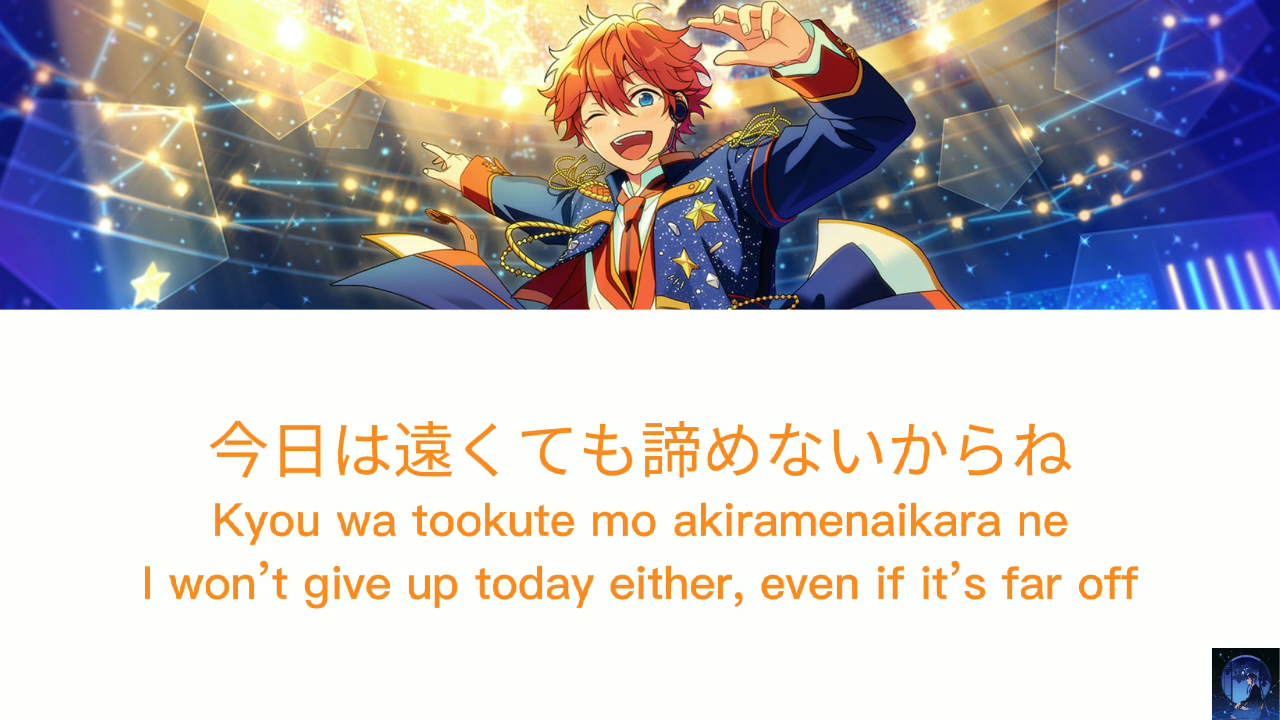 今日は遠くても諦めないからね
Kyou wa tookute mo akiramenaikara ne
I won’t give up today either, even if it’s far off